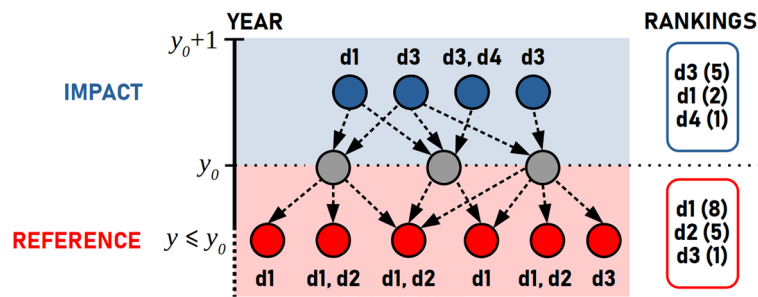 YEAR
RANKINGS
y₀+1
d1 d3 d3, d4 d3
IMPACT
d3 (5)
d1 (2)
d4 (1)
y₀
REFERENCE
y ⩽ y₀
d1 (8)
d2 (5)
d3 (1)
d1 d1, d2 d1, d2 d1 d1, d2 d3